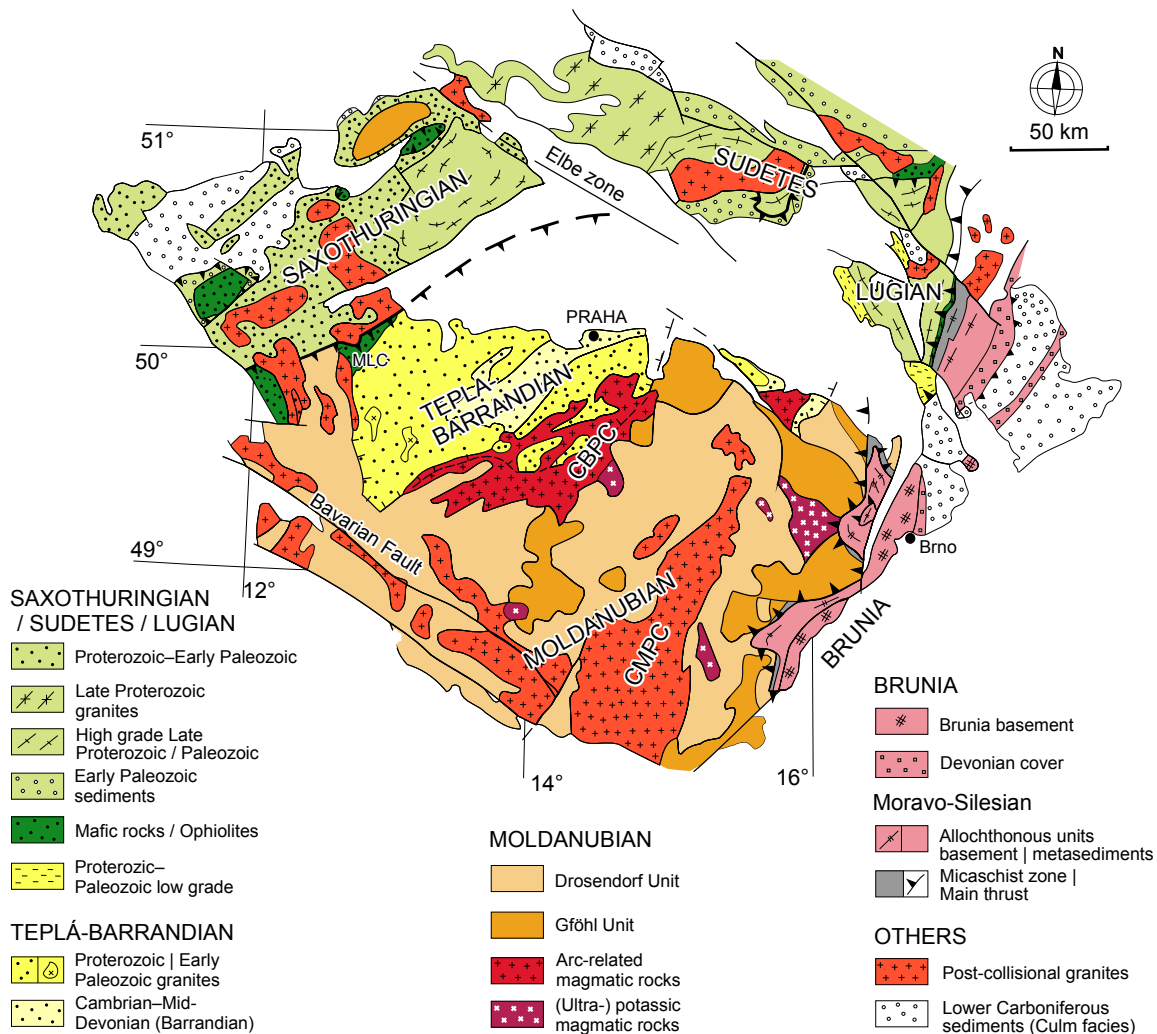 N
50 km
51°
Elbe zone
SUDETES
SAXOTHURINGIAN
LUGIAN
PRAHA
50°
MLC
TEPLÁ-
BARRANDIAN
CBPC
Bavarian Fault
49°
Brno
12°
MOLDANUBIAN
CMPC
BRUNIA
14°
16°
SAXOTHURINGIAN
/ SUDETES / LUGIAN
Proterozoic–Early Paleozoic
Late Proterozoic
granites
High grade Late
Proterozoic / Paleozoic
Early Paleozoic
sediments
Mafic rocks / Ophiolites
Proterozic–
Paleozoic low grade
TEPLÁ-BARRANDIAN
Proterozoic | Early
Paleozoic granites
Cambrian–Mid-
Devonian (Barrandian)
MOLDANUBIAN
Drosendorf Unit
Gföhl Unit
Arc-related
magmatic rocks
(Ultra-) potassic
magmatic rocks
BRUNIA
Brunia basement
Devonian cover
Moravo-Silesian
Allochthonous units
basement | metasediments
Micaschist zone |
Main thrust
OTHERS
Post-collisional granites
Lower Carboniferous
sediments (Culm facies)